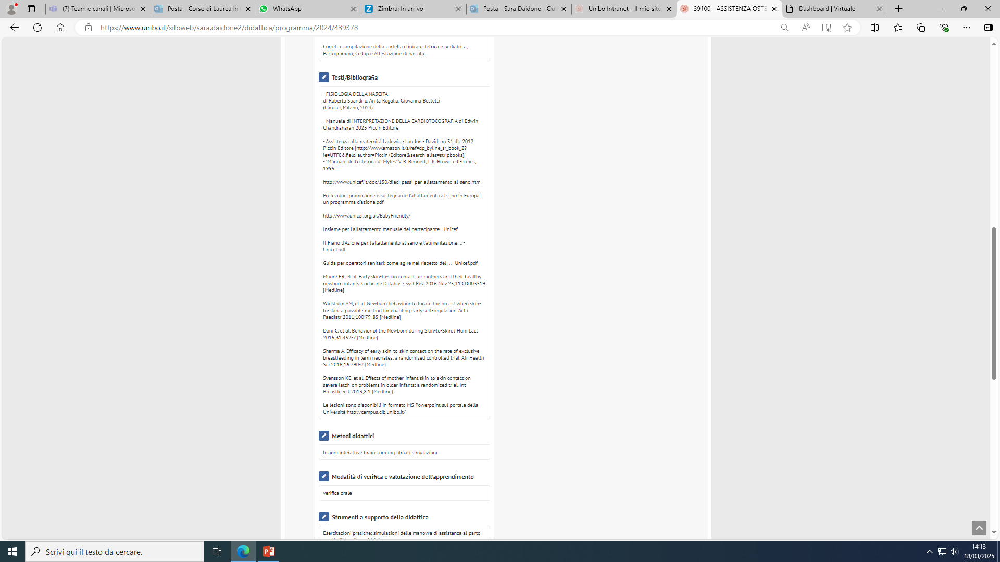 (7) Team e canali | Microso
Posta - Corso di Laurea in
WhatsApp
Zimbra: In arrivo
Posta - Sara Daidone - Out
Unibo Intranet - Il mio sito
39100 - ASSISTENZA OSTE
Dashboard | Virtuale
https://www.unibo.it/sitoweb/sara.daidone2/didattica/programma/2024/439378
Corretta compilazione della cartella clinica ostetrica e pediatrica,
Partogramma, Cedap e Attestazione di nascita.
Testi/Bibliografia
- FISIOLOGIA DELLA NASCITA
di Roberta Spandrio, Anita Regalia, Giovanna Bestetti
(Carocci, Milano, 2024).
- Manuale di INTERPRETAZIONE DELLA CARDIOTOCOGRAFIA di Edwin
Chandraharan 2023 Piccin Editore
- Assistenza alla maternità Ladewig - London - Davidson 31 dic 2012
Piccin Editore [http://www.amazon.it/s/ref=dp_byline_sr_book_2?
ie=UTF8&field-author=Piccin+Editore&search-alias=stripbooks]
- "Manuale dell'ostetrica di Myles" V. R. Bennett, L.K. Brown edi-ermes,
1995
http://www.unicef.it/doc/150/dieci-passi-per-allattamento-al-seno.htm
Protezione, promozione e sostegno dell'allattamento al seno in Europa:
un programma d'azione.pdf
http://www.unicef.org.uk/BabyFriendly/
Insieme per l'allattamento manuale del partecipante - Unicef
Il Piano d'Azione per l'allattamento al seno e l'alimentazione ... -
Unicef.pdf
Guida per operatori sanitari: come agire nel rispetto del ... - Unicef.pdf
Moore ER, et al. Early skin-to-skin contact for mothers and their healthy
newborn infants. Cochrane Database Syst Rev. 2016 Nov 25;11:CD003519
[Medline]
Widström AM, et al. Newborn behaviour to locate the breast when skin-
to-skin: a possible method for enabling early self-regulation. Acta
Paediatr 2011;100:79-85 [Medline]
Dani C, et al. Behavior of the Newborn during Skin-to-Skin. J Hum Lact
2015;31:452-7 [Medline]
Sharma A. Efficacy of early skin-to-skin contact on the rate of exclusive
breastfeeding in term neonates: a randomized controlled trial. Afr Health
Sci 2016;16:790-7 [Medline]
Svensson KE, et al. Effects of mother-infant skin-to-skin contact on
severe latch-on problems in older infants: a randomized trial. Int
Breastfeed J 2013;8:1 [Medline]
Le lezioni sono disponibili in formato MS Powerpoint sul portale della
Università http://campus.cib.unibo.it/
Metodi didattici
lezioni interattive brainstorming filmati simulazioni
Modalità di verifica e valutazione dell'apprendimento
verifica orale
Strumenti a supporto della didattica
Esercitazioni pratiche: simulazioni delle manovre di assistenza al parto
Scrivi qui il testo da cercare.
14:13
18/03/2025